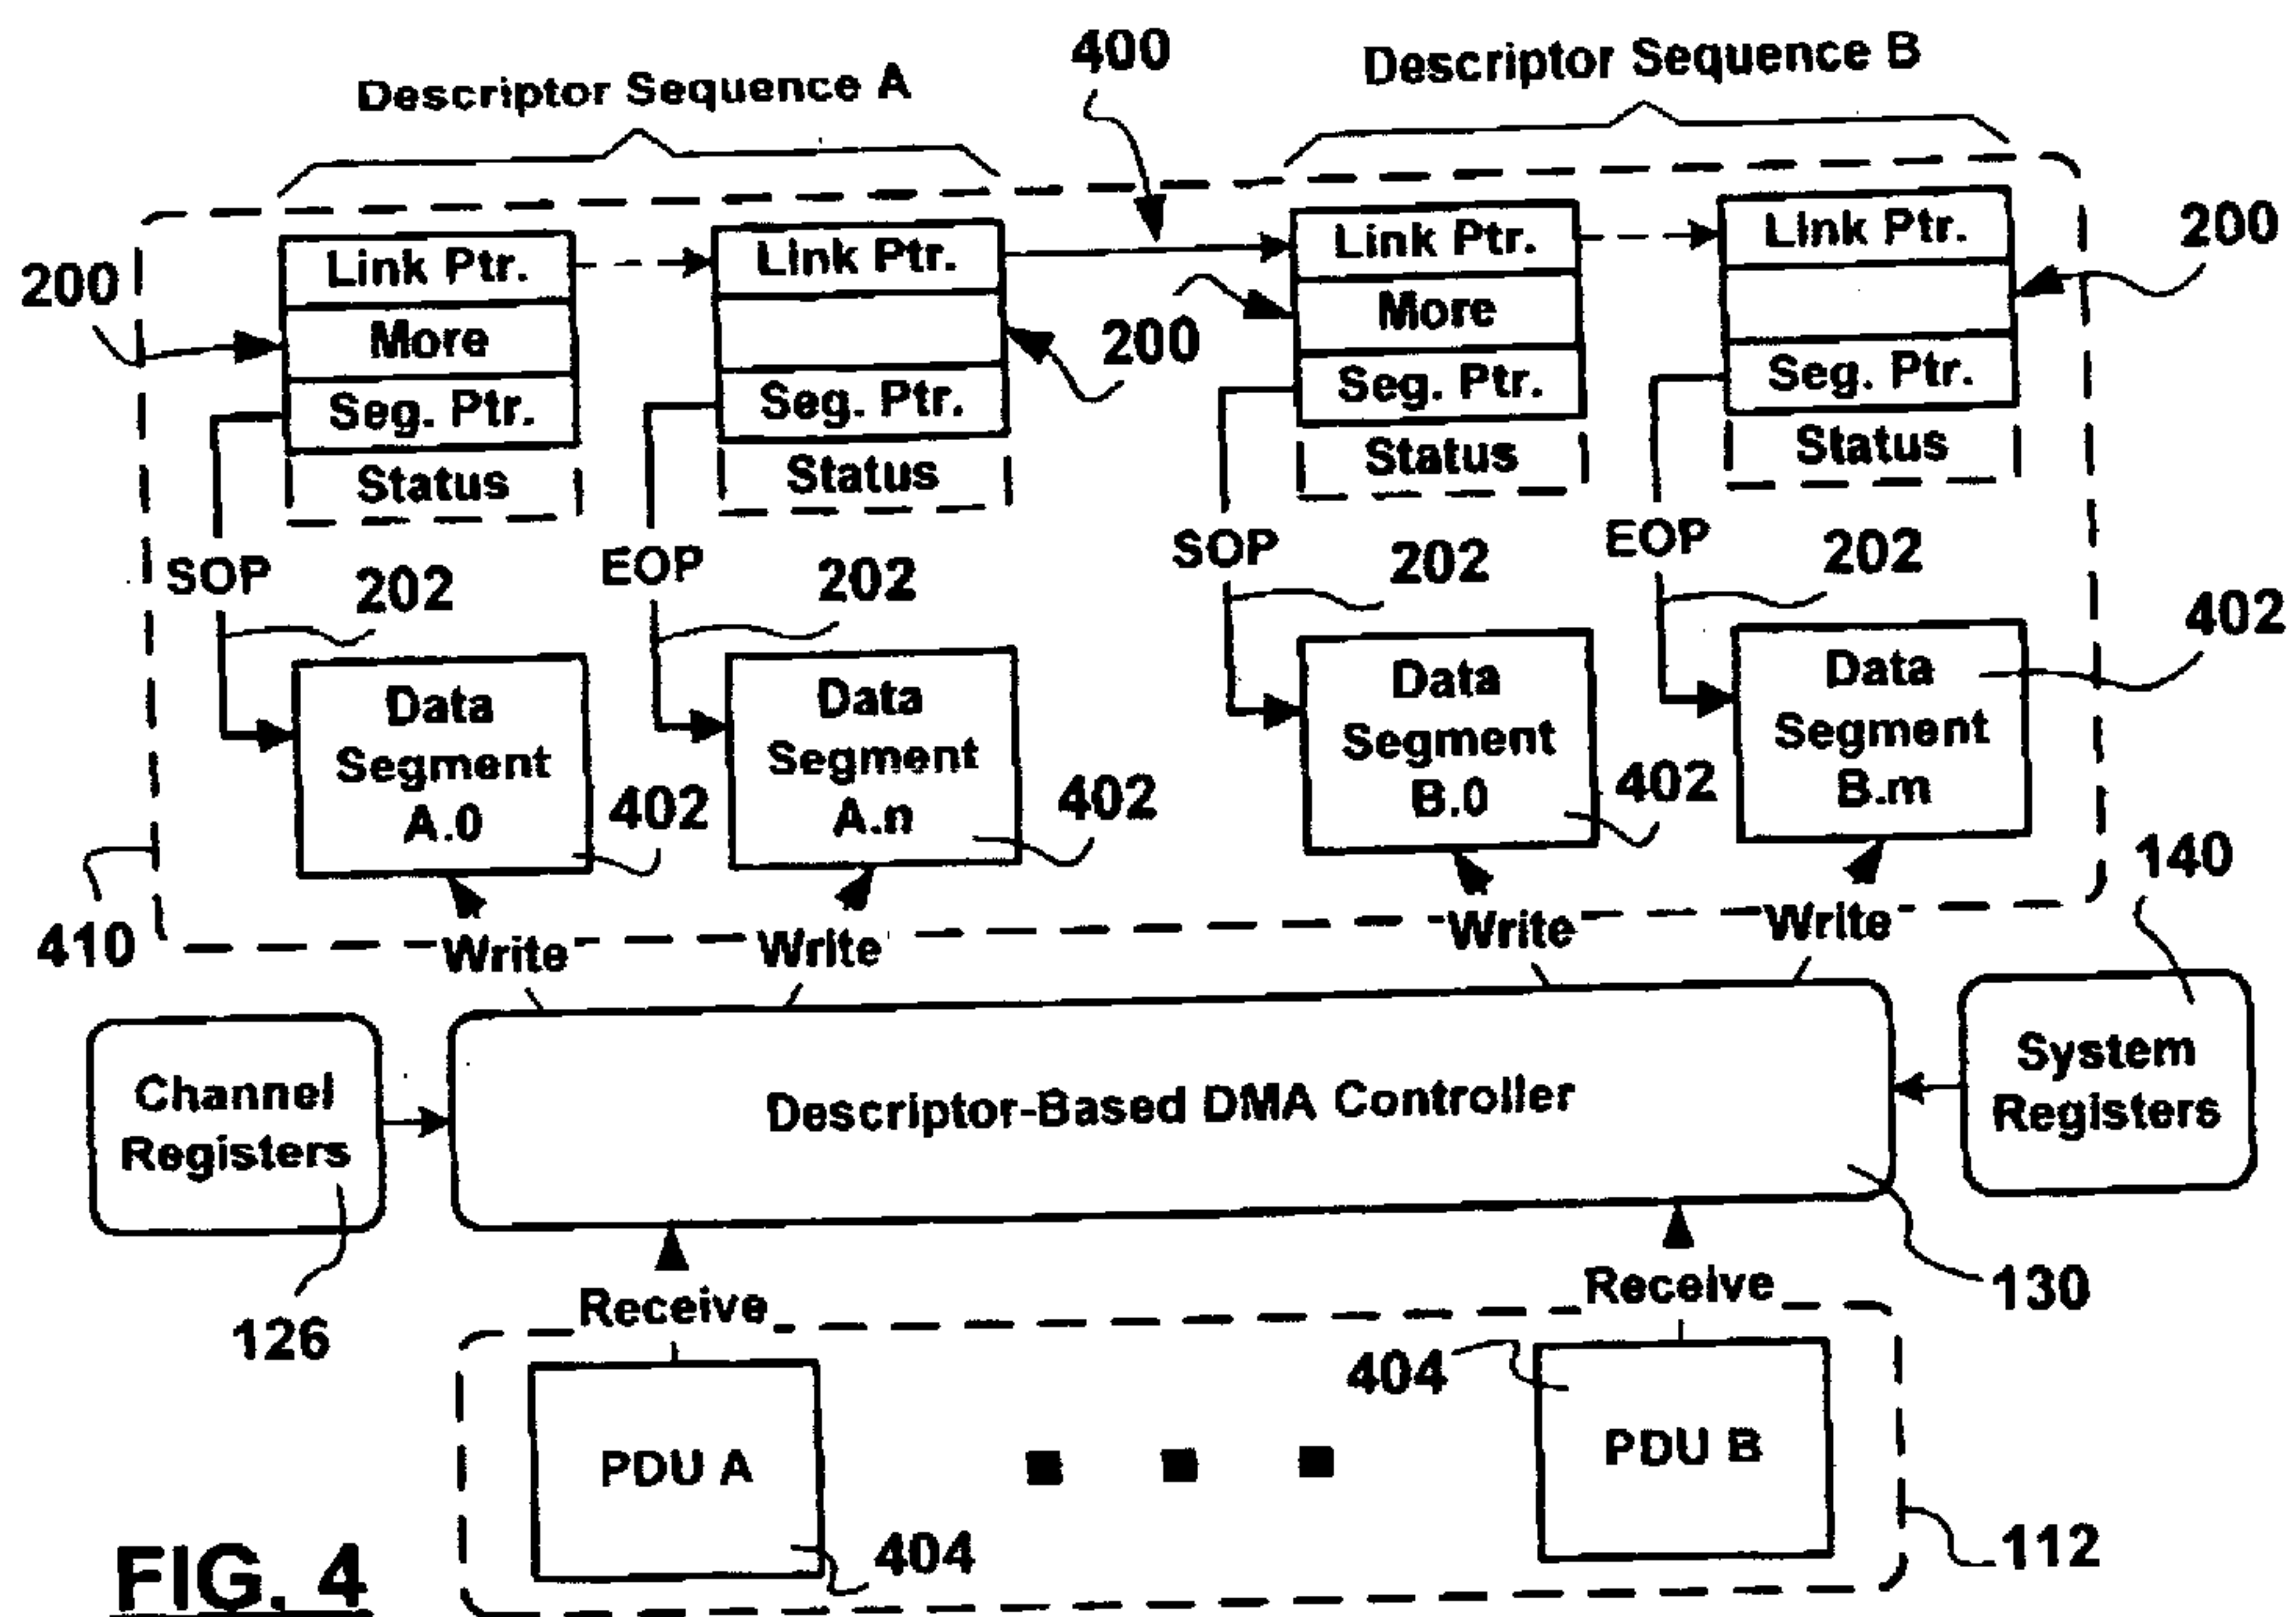 Descriptor Sequence A
400
Descriptor Sequence B
200
Link Ptr.
More
Seg. Ptr.
Status
Link Ptr.
Seg. Ptr.
Status
200
Link Ptr.
More
Seg. Ptr.
Status
Link Ptr.
Seg. Ptr.
Status
200
SOP
202
EOP
202
SOP
202
EOP
202
402
Data
Segment
A.0
402
Data
Segment
A.n
402
Data
Segment
B.0
402
Data
Segment
B.m
140
410
Write
Write
Write
Write
Channel
Registers
Descriptor-Based DMA Controller
System
Registers
126
Receive
Receive
130
404
PDU A
PDU B
404
112
FIG. 4